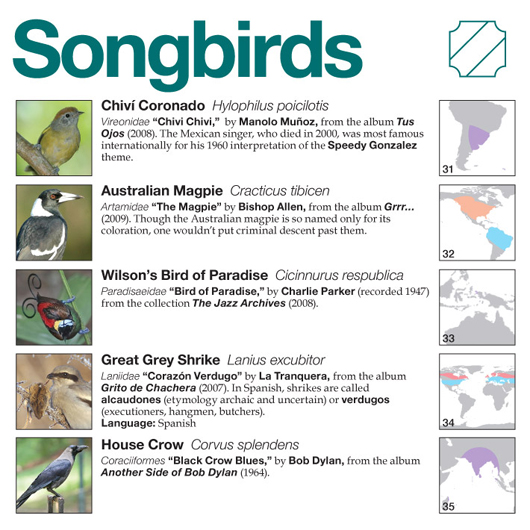 Songbirds
Chiví Coronado Hylophilus poicilotis
Vireonidae “Chivi Chivi,” by Manolo Muñoz, from the album Tus
Ojos (2008). The Mexican singer, who died in 2000, was most famous
internationally for his 1960 interpretation of the Speedy Gonzalez
theme.
31
Australian Magpie Cracticus tibicen
Artamidae “The Magpie” by Bishop Allen, from the album Grrr...
(2009). Though the Australian magpie is so named only for its
coloration, one wouldn’t put criminal descent past them.
32
Wilson’s Bird of Paradise Cicinnurus respublica
Paradisaeidae “Bird of Paradise,” by Charlie Parker (recorded 1947)
from the collection The Jazz Archives (2008).
33
Great Grey Shrike Lanius excubitor
Laniidae “Corazón Verdugo” by La Tranquera, from the album
Grito de Chachera (2007). In Spanish, shrikes are called
alcaudones (etymology archaic and uncertain) or verdugos
(executioners, hangmen, butchers).
Language: Spanish
34
House Crow Corvus splendens
Coraciiformes “Black Crow Blues,” by Bob Dylan, from the album
Another Side of Bob Dylan (1964).
35